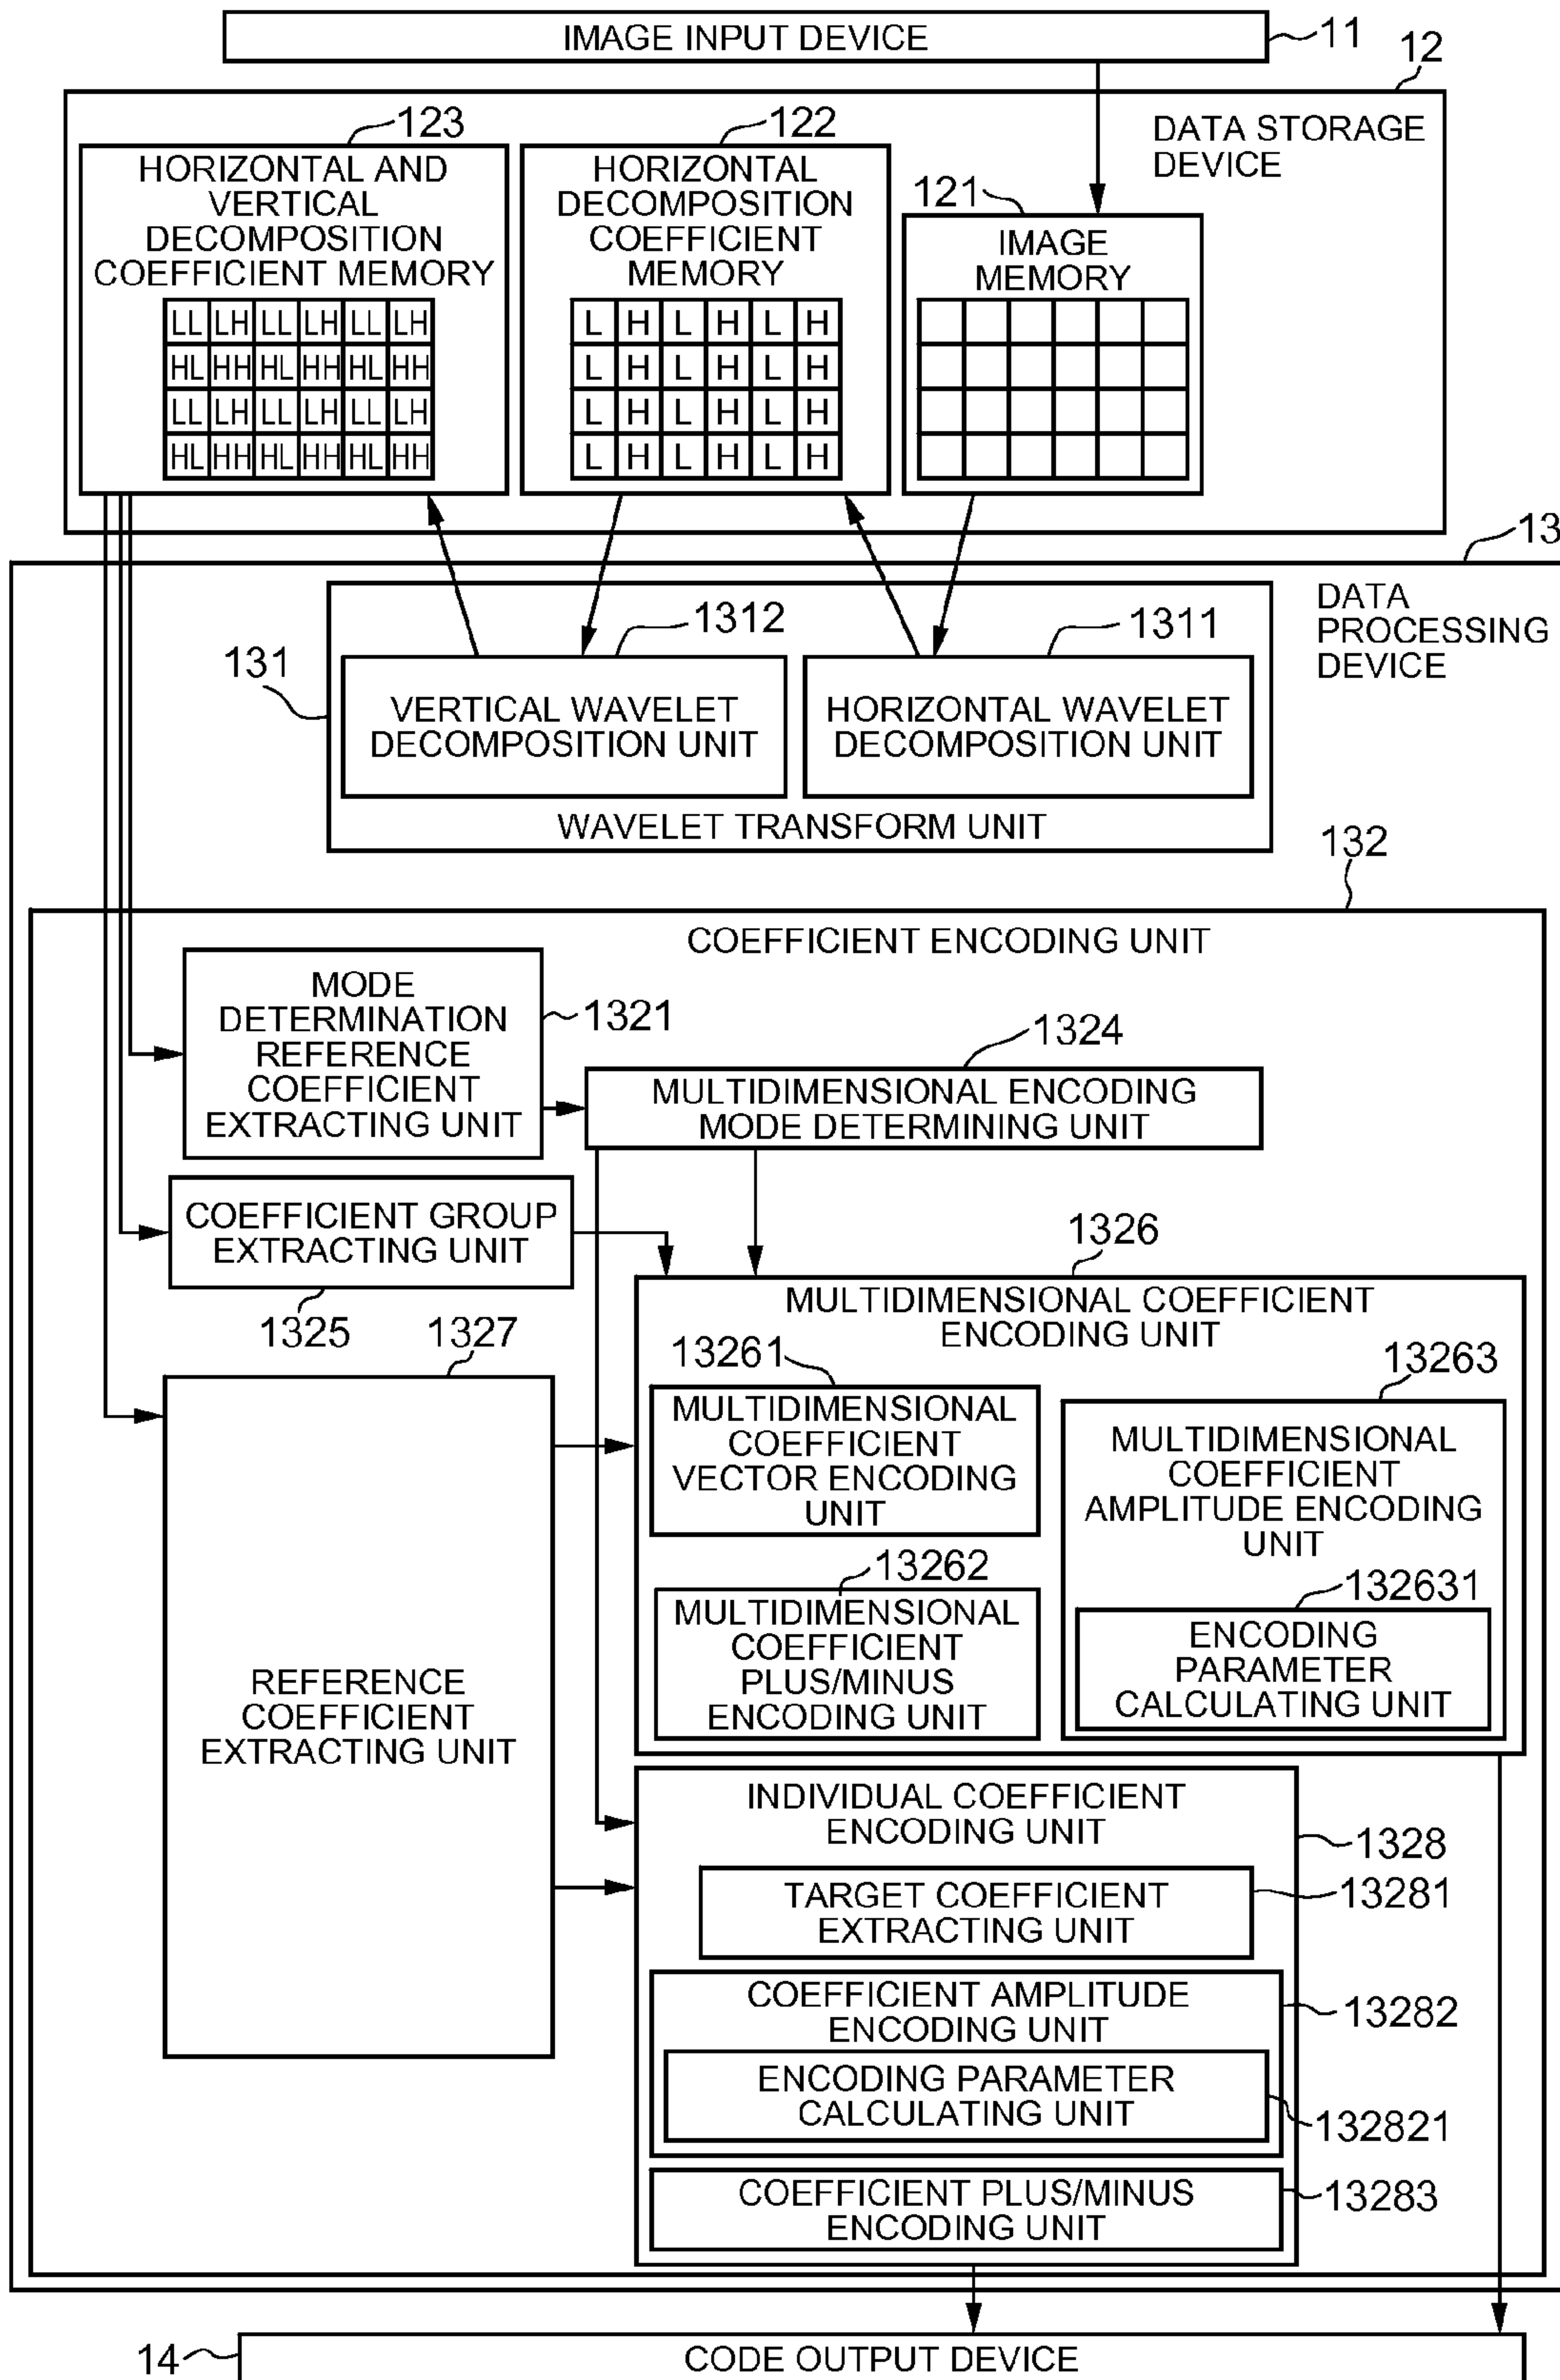 IMAGE INPUT DEVICE
11
12
DATA STORAGE
DEVICE
123
HORIZONTAL AND
VERTICAL
DECOMPOSITION
COEFFICIENT MEMORY
LL LH LL LH LL LH
HL HH HL HH HL HH
LL LH LL LH LL LH
HL HH HL HH HL HH
122
HORIZONTAL
DECOMPOSITION
COEFFICIENT
MEMORY
L H L H L H
L H L H L H
L H L H L H
L H L H L H
121
IMAGE
MEMORY
13
DATA
PROCESSING
DEVICE
131
1312
VERTICAL WAVELET
DECOMPOSITION UNIT
1311
HORIZONTAL WAVELET
DECOMPOSITION UNIT
WAVELET TRANSFORM UNIT
132
COEFFICIENT ENCODING UNIT
MODE
DETERMINATION
REFERENCE
COEFFICIENT
EXTRACTING UNIT
1321
1324
MULTIDIMENSIONAL ENCODING
MODE DETERMINING UNIT
COEFFICIENT GROUP
EXTRACTING UNIT
1325
1327
REFERENCE
COEFFICIENT
EXTRACTING UNIT
1326
MULTIDIMENSIONAL COEFFICIENT
ENCODING UNIT
13261
MULTIDIMENSIONAL
COEFFICIENT
VECTOR ENCODING
UNIT
13262
MULTIDIMENSIONAL
COEFFICIENT
PLUS/MINUS
ENCODING UNIT
13263
MULTIDIMENSIONAL
COEFFICIENT
AMPLITUDE ENCODING
UNIT
132631
ENCODING
PARAMETER
CALCULATING UNIT
INDIVIDUAL COEFFICIENT
ENCODING UNIT
1328
TARGET COEFFICIENT
EXTRACTING UNIT
13281
COEFFICIENT AMPLITUDE
ENCODING UNIT
13282
ENCODING PARAMETER
CALCULATING UNIT
132821
COEFFICIENT PLUS/MINUS
ENCODING UNIT
13283
14
CODE OUTPUT DEVICE